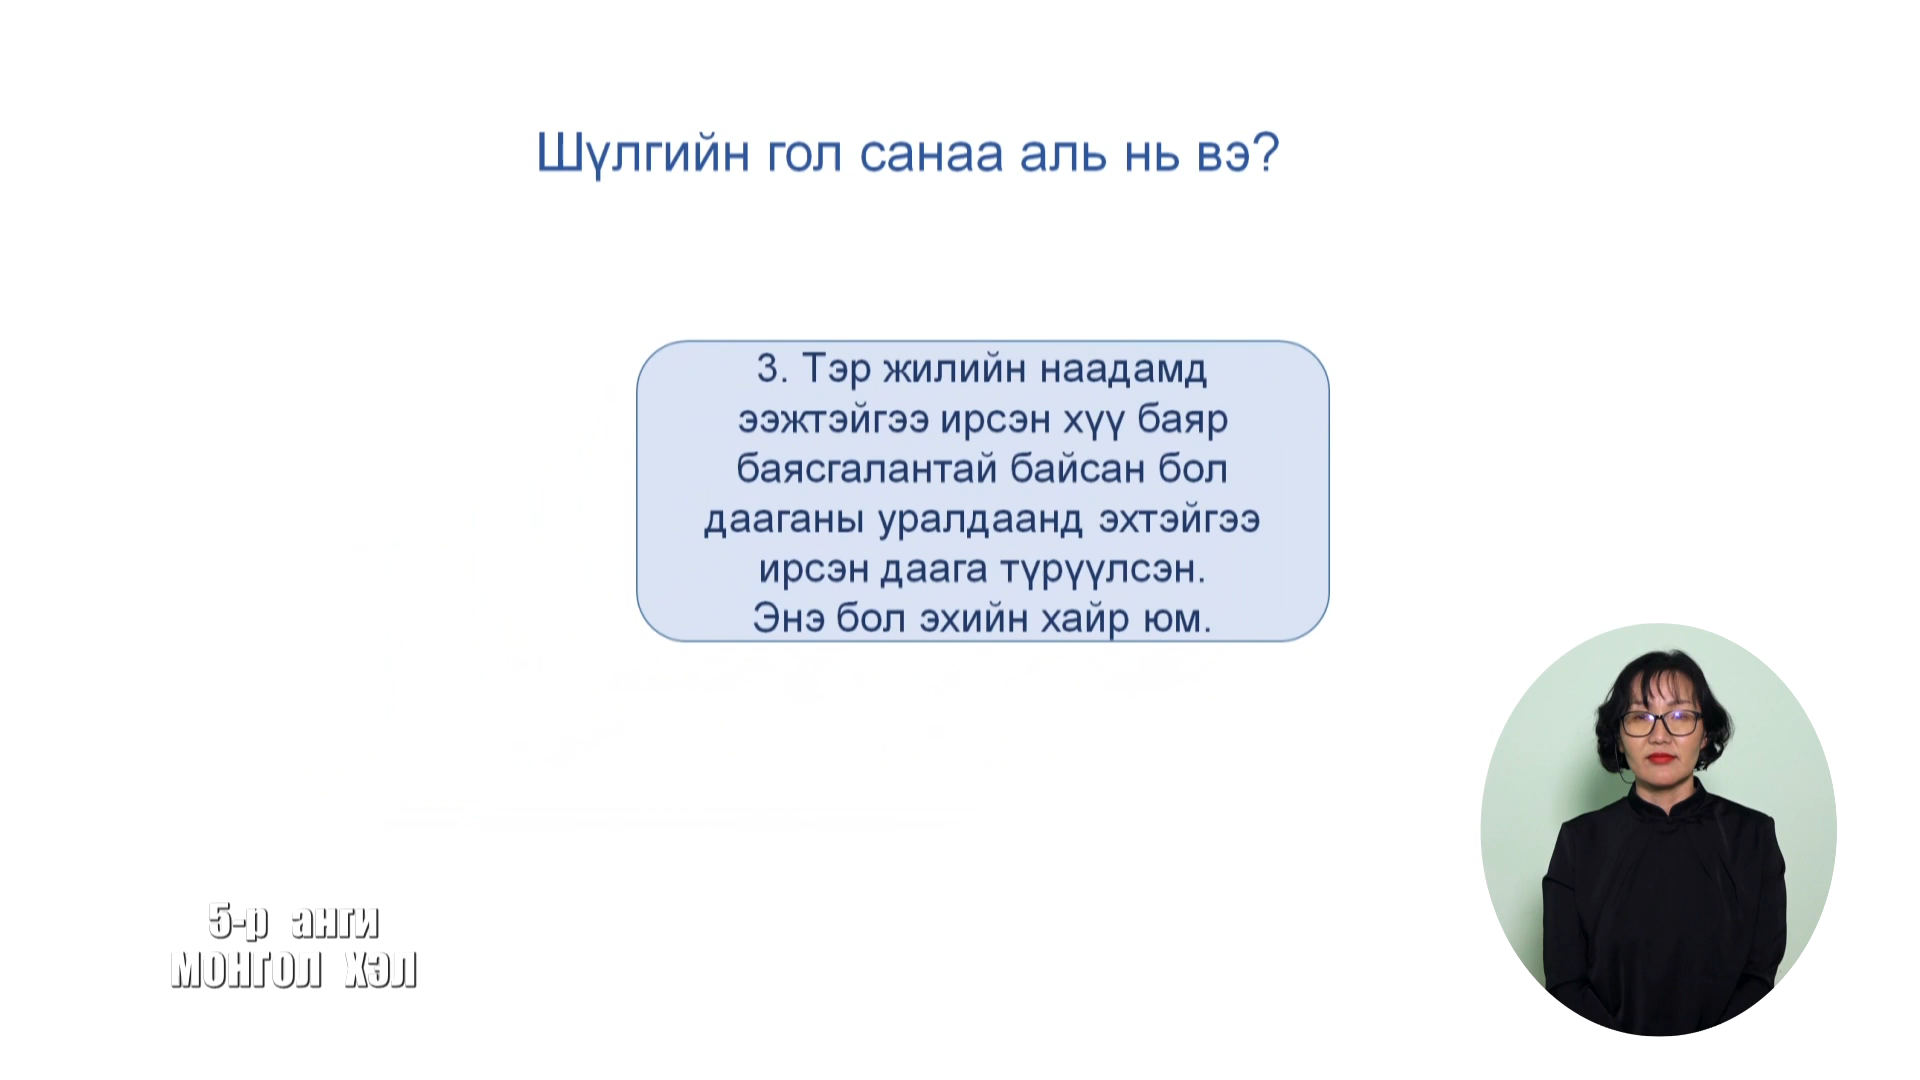 Шүлгийн гол санаа аль нь вэ?
3. Тэр жилийн наадамд
ээжтэйгээ ирсэн хүү баяр
баясгалантай байсан бол
дааганы уралдаанд эхтэйгээ
ирсэн даага түрүүлсэн.
Энэ бол эхийн хайр юм.
5-р анги
МОНГОЛ ХЭЛ